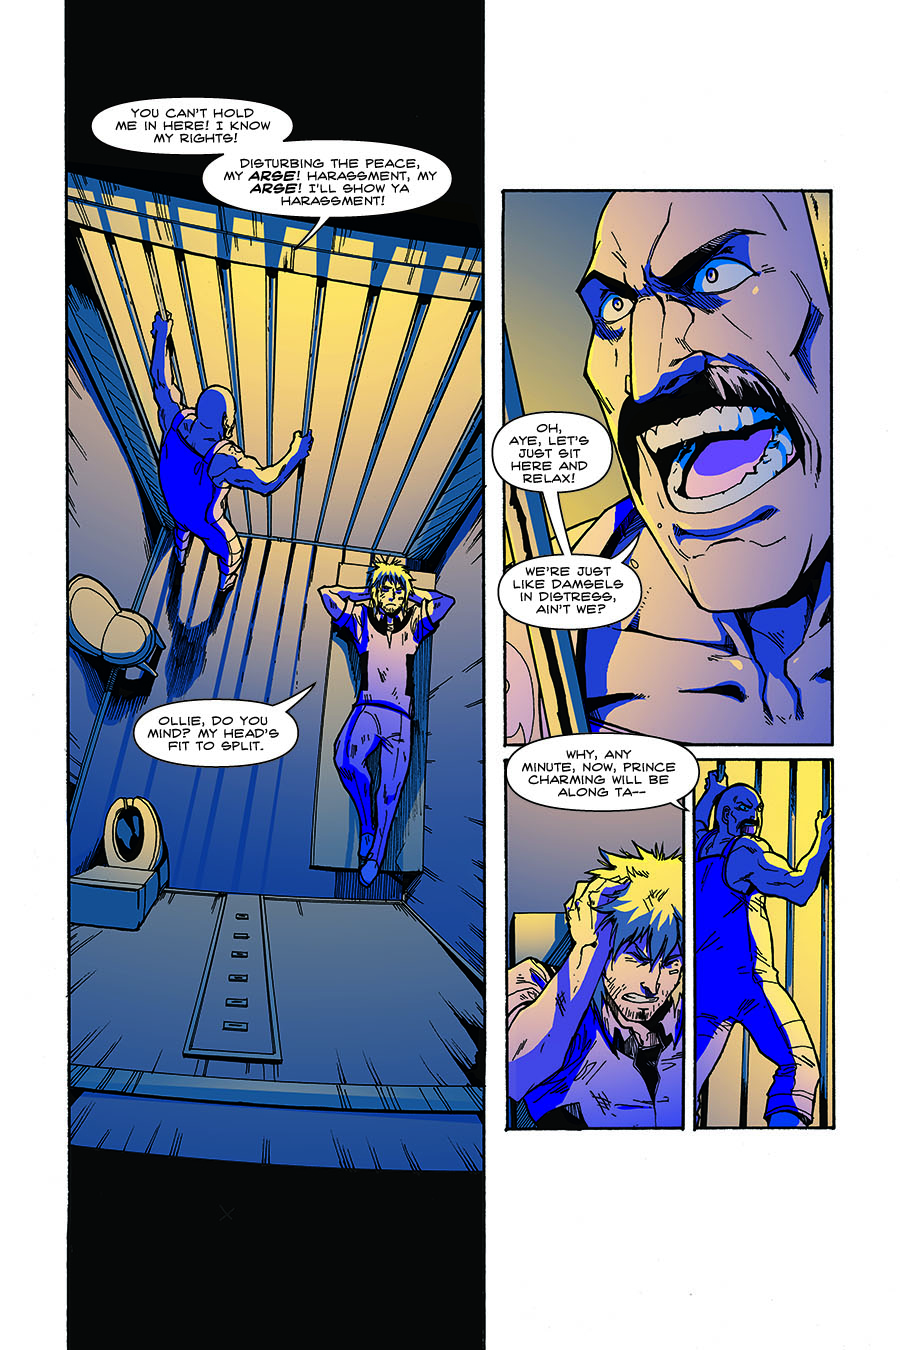 YOU CAN'T HOLD
ME IN HERE! I KNOW
MY RIGHTS!
DISTURBING THE PEACE,
MY ARSE! HARASSMENT, MY
ARSE! I'LL SHOW YA
HARASSMENT!
OLLIE, DO YOU
MIND? MY HEAD'S
FIT TO SPLIT.
OH,
AYE, LET'S
JUST SIT
HERE AND
RELAX!
WE'RE JUST
LIKE DAMSELS
IN DISTRESS,
AIN'T WE?
WHY, ANY
MINUTE, NOW, PRINCE
CHARMING WILL BE
ALONG TA--